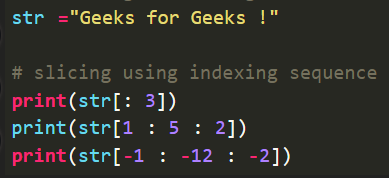 str ="Geeks for Geeks !"
# slicing using indexing sequence
print(str[: 3])
print(str[1 : 5 : 2])
print(str[-1 : -12 : -2])